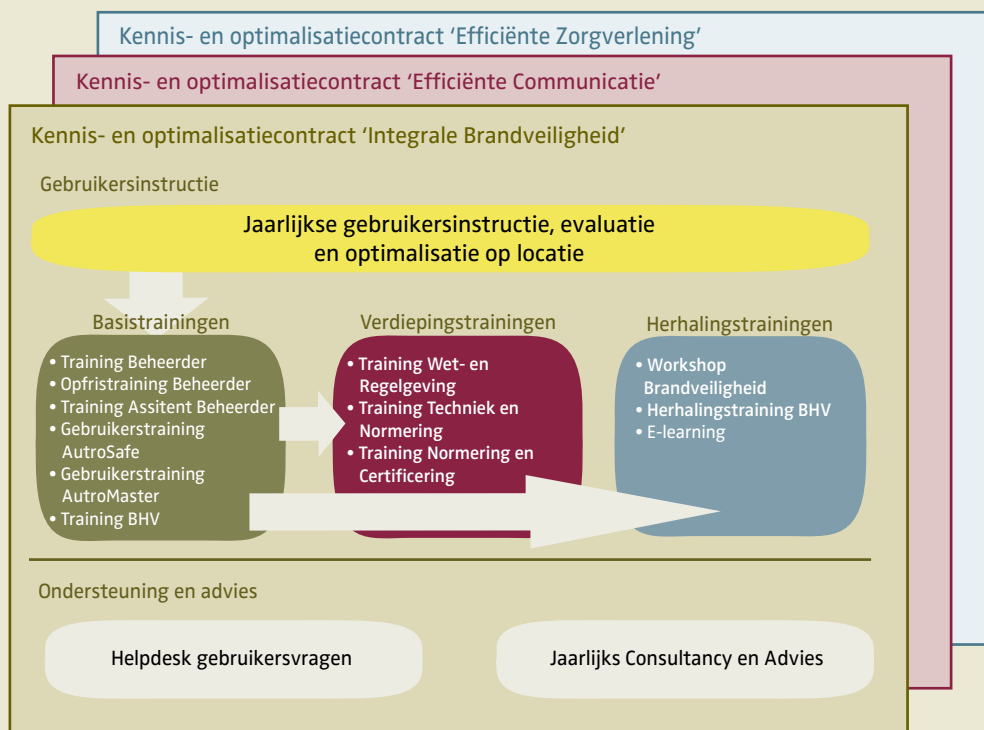 Kennis- en optimalisatiecontract ‘Efficiënte Zorgverlening’
Kennis- en optimalisatiecontract ‘Efficiënte Communicatie’
Kennis- en optimalisatiecontract ‘Integrale Brandveiligheid’
Gebruikersinstructie
Jaarlijkse gebruikersinstructie, evaluatie
en optimalisatie op locatie
Basistrainingen
• Training Beheerder
• Opfristraining Beheerder
• Training Assitent Beheerder
• Gebruikerstraining
AutroSafe
• Gebruikerstraining
AutroMaster
• Training BHV
Verdiepingstrainingen
• Training Wet- en
Regelgeving
• Training Techniek en
Normering
• Training Normering en
Certificering
Herhalingstrainingen
• Workshop
Brandveiligheid
• Herhalingstraining BHV
• E-learning
Ondersteuning en advies
Helpdesk gebruikersvragen
Jaarlijks Consultancy en Advies